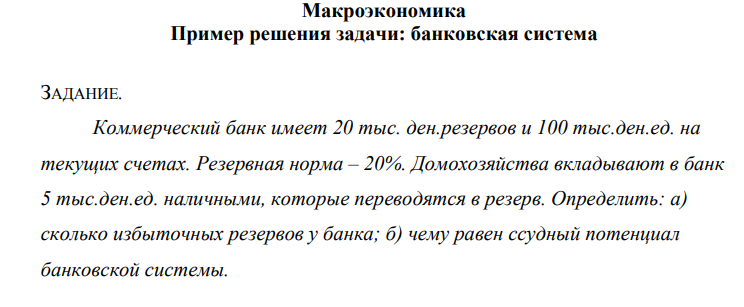 Макроэкономика
Пример решения задачи: банковская система
ЗАДАНИЕ.
Коммерческий банк имеет 20 тыс. ден.резервов и 100 тыс.ден.ед. на
текущих счетах. Резервная норма – 20%. Домохозяйства вкладывают в банк
5 тыс.ден.ед. наличными, которые переводятся в резерв. Определить: а)
сколько избыточных резервов у банка; б) чему равен ссудный потенциал
банковской системы.